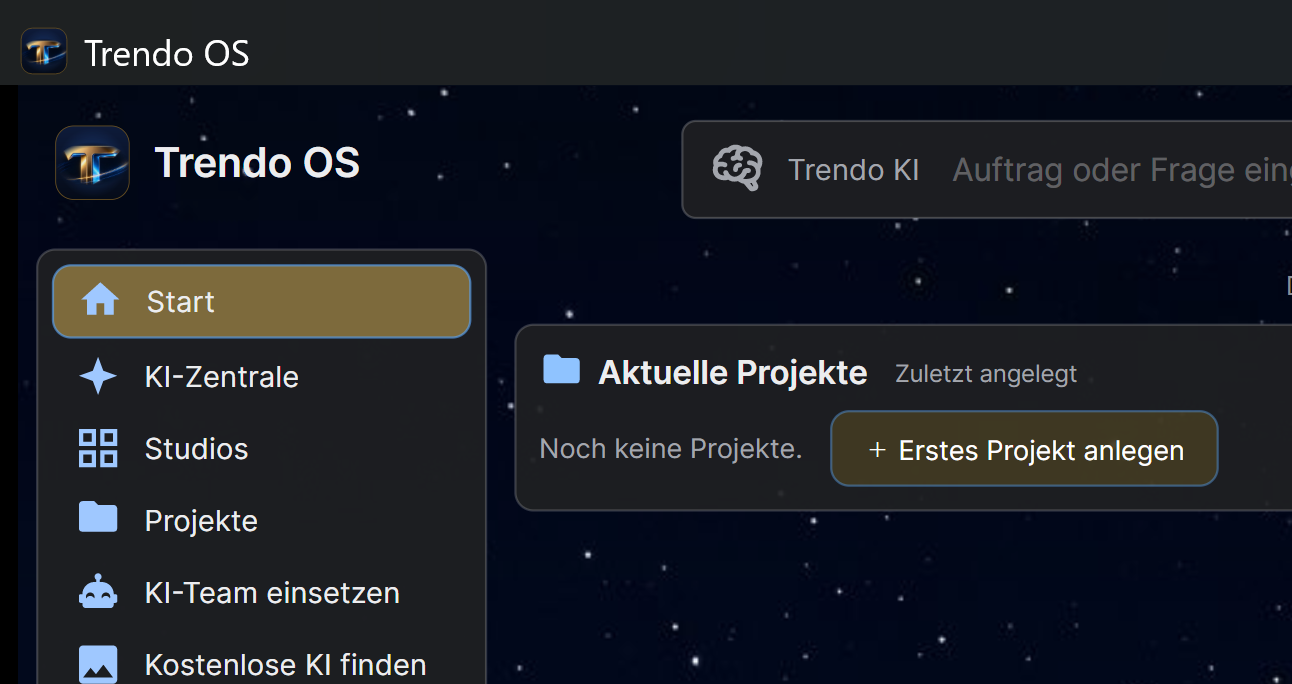 Trendo OS
Trendo OS
Trendo KI Auftrag oder Frage
Start
KI-Zentrale
Studios
Projekte
KI-Team einsetzen
Kostenlose KI finden
Aktuelle Projekte Zuletzt angelegt
Noch keine Projekte. + Erstes Projekt anlegen